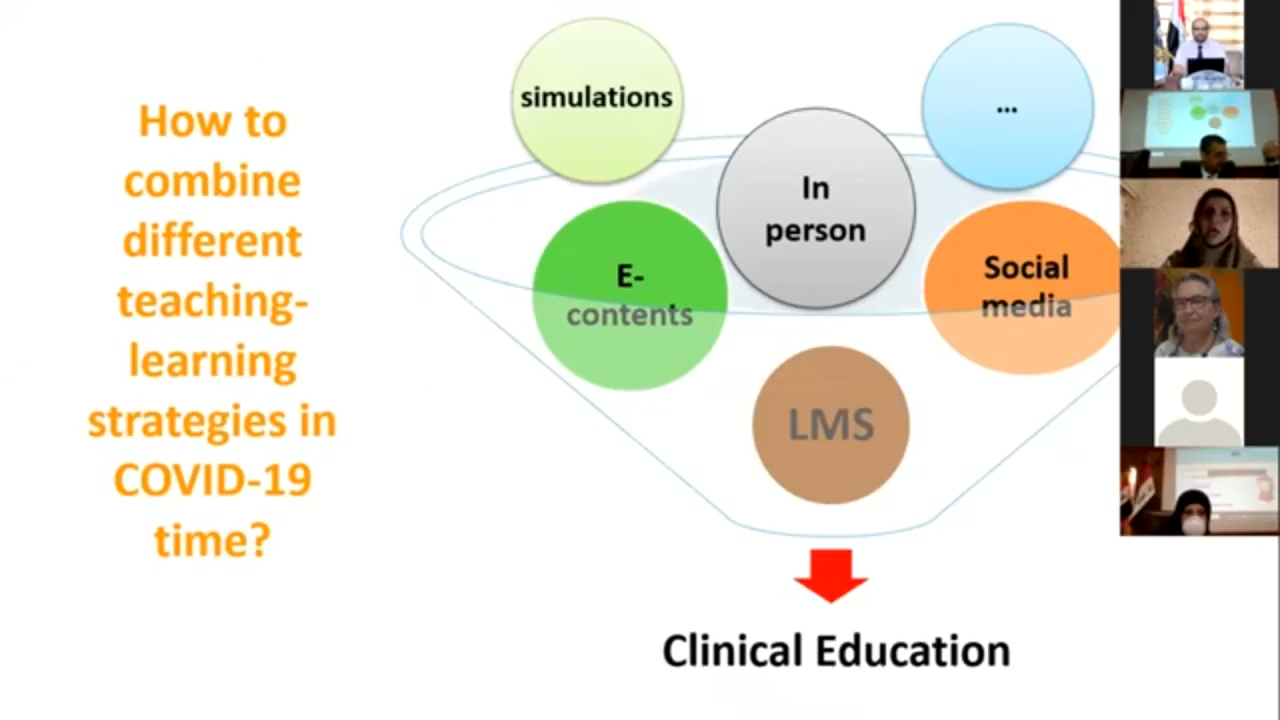 How to
combine
different
teaching-
learning
strategies in
COVID-19
time?
simulations
...
In
person
E-
contents
Social
media
LMS
Clinical Education